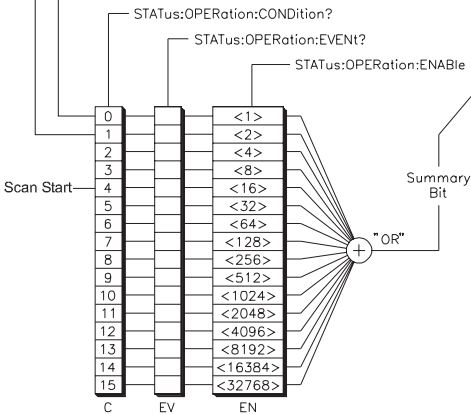 STATus:OPERation:CONDition?
STATus:OPERation:EVENt?
STATus:OPERation:ENABle
0 <1>
1 <2>
2 <4>
3 <8>
Scan Start 4 <16>
5 <32>
6 <64>
7 <128>
8 <256>
9 <512>
10 <1024>
11 <2048>
12 <4096>
13 <8192>
14 <16384>
15 <32768>
C EV EN
"OR"
+
Summary
Bit